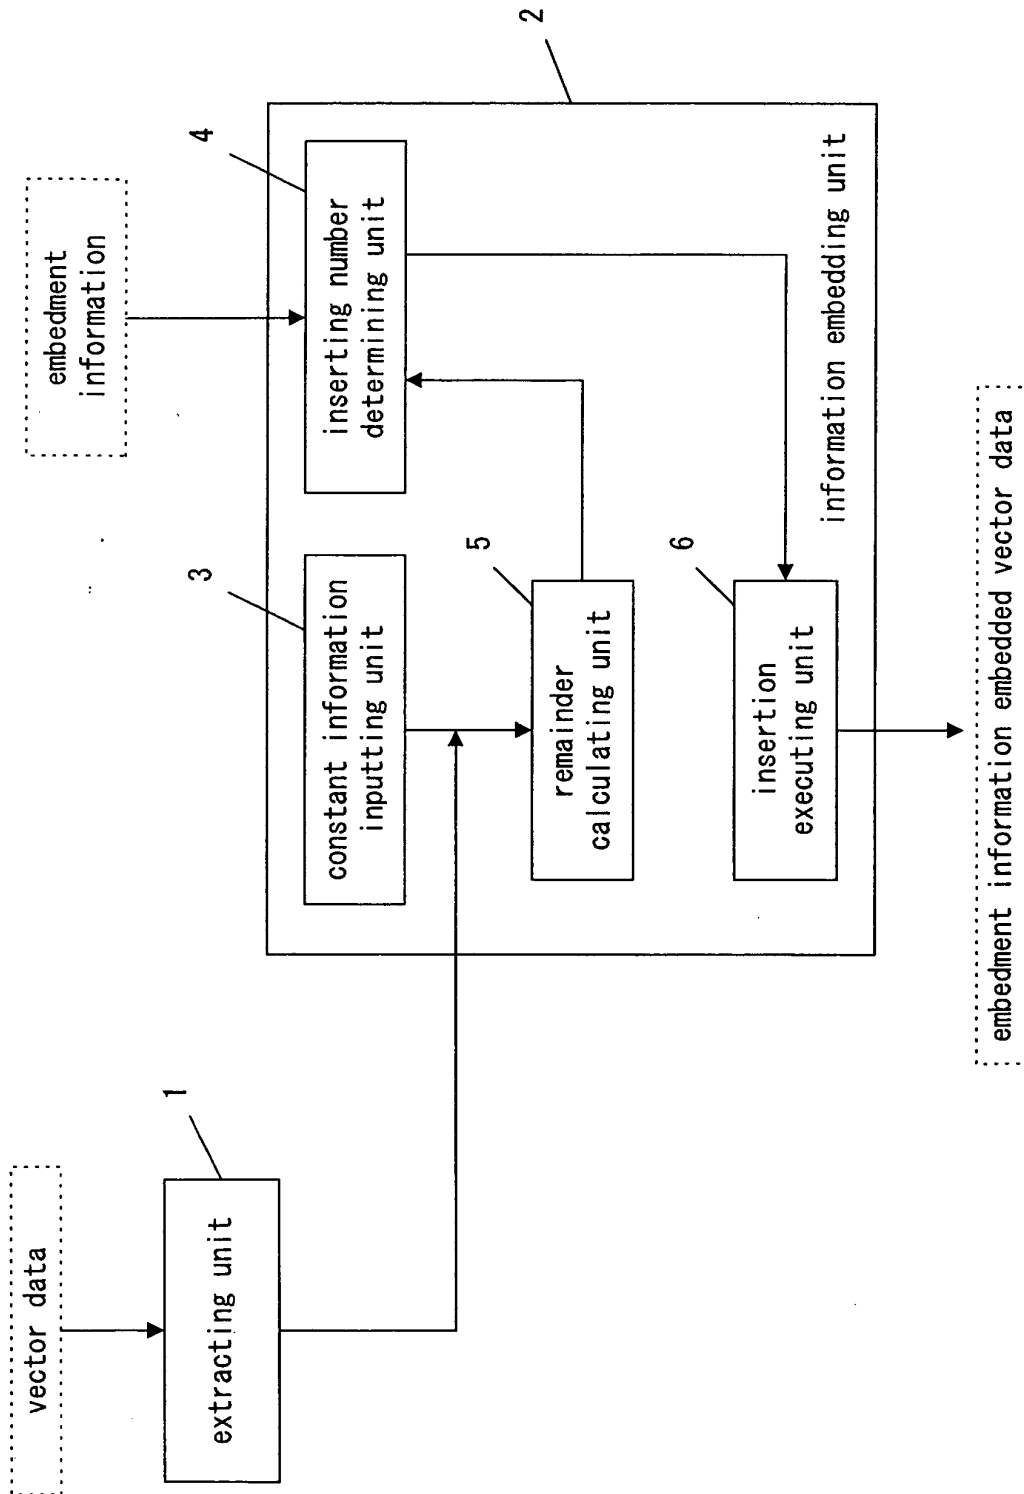 vector data
extracting unit
1
embedment
information
constant information
inputting unit
3
inserting number
determining unit
4
remainder
calculating unit
5
insertion
executing unit
6
information embedding unit
2
embedment information embedded vector data